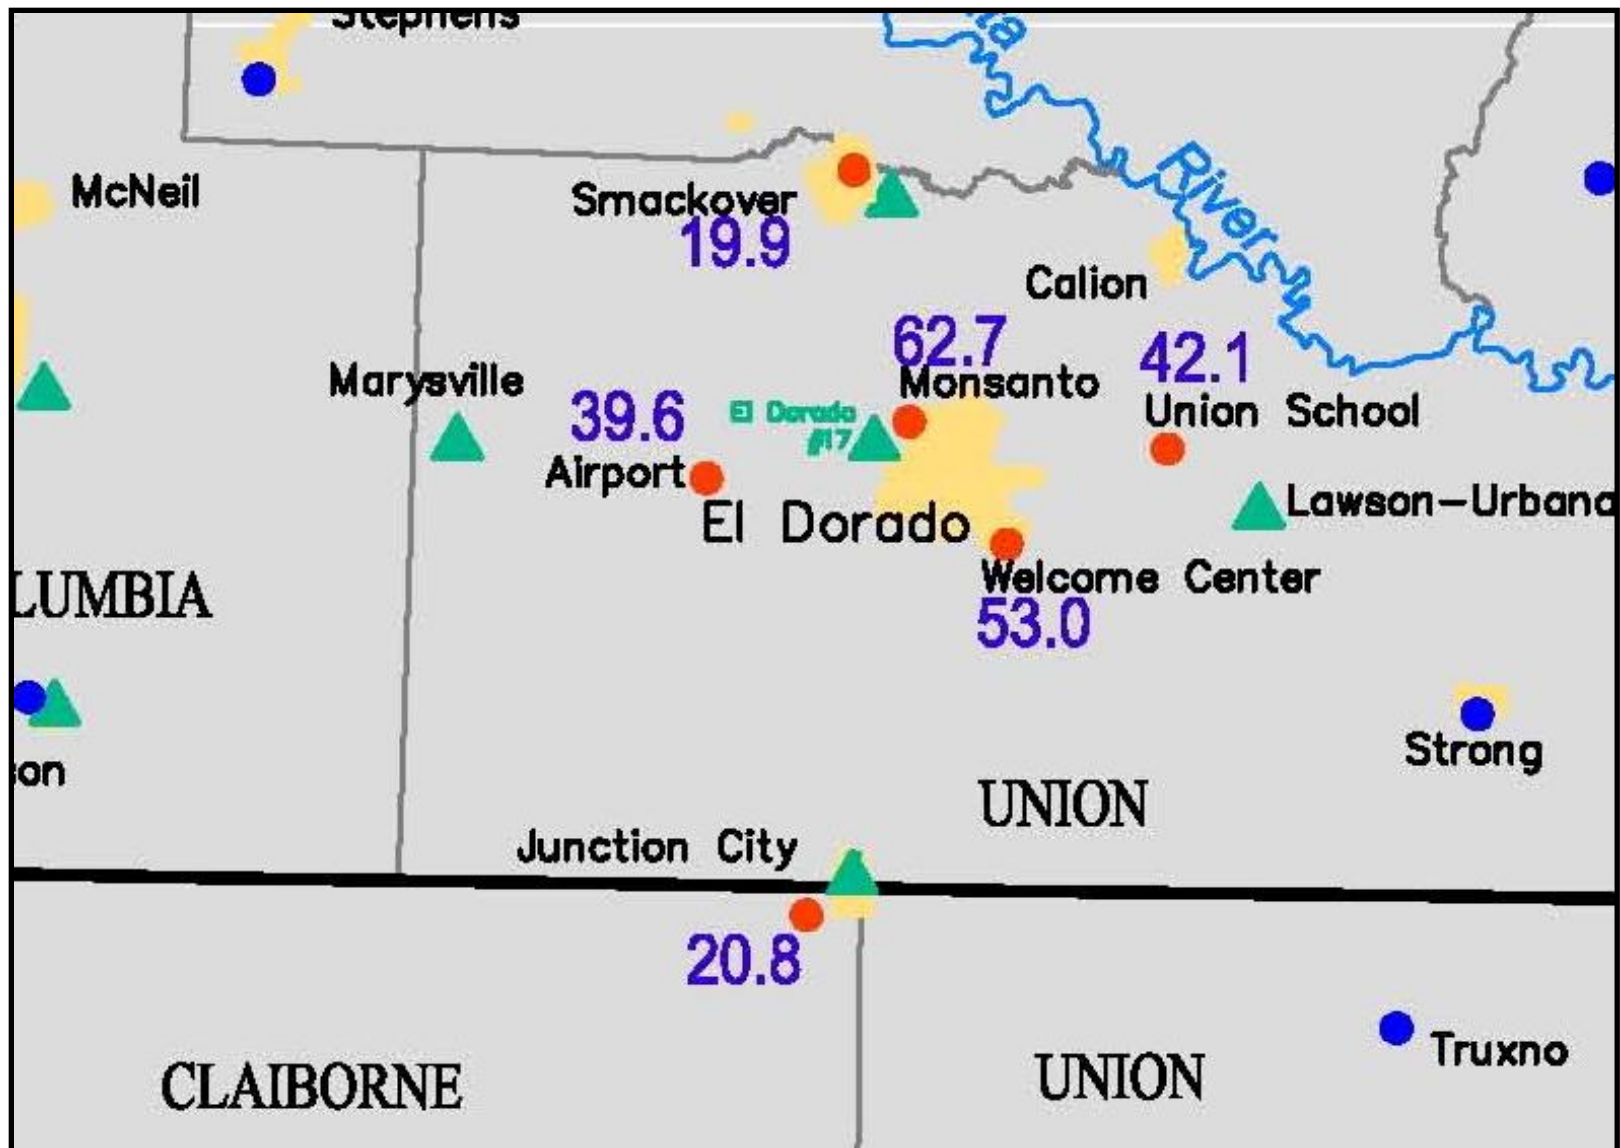 Stephens
McNeil
Smackover
19.9
River
Calion
62.7
42.1
Marysville
Monsanto
39.6
El Dorado
#17
Union School
Airport
El Dorado
Lawson-Urbana
Welcome Center
LUMBIA
53.0
Strong
son
UNION
Junction City
20.8
Truxno
CLAIBORNE
UNION